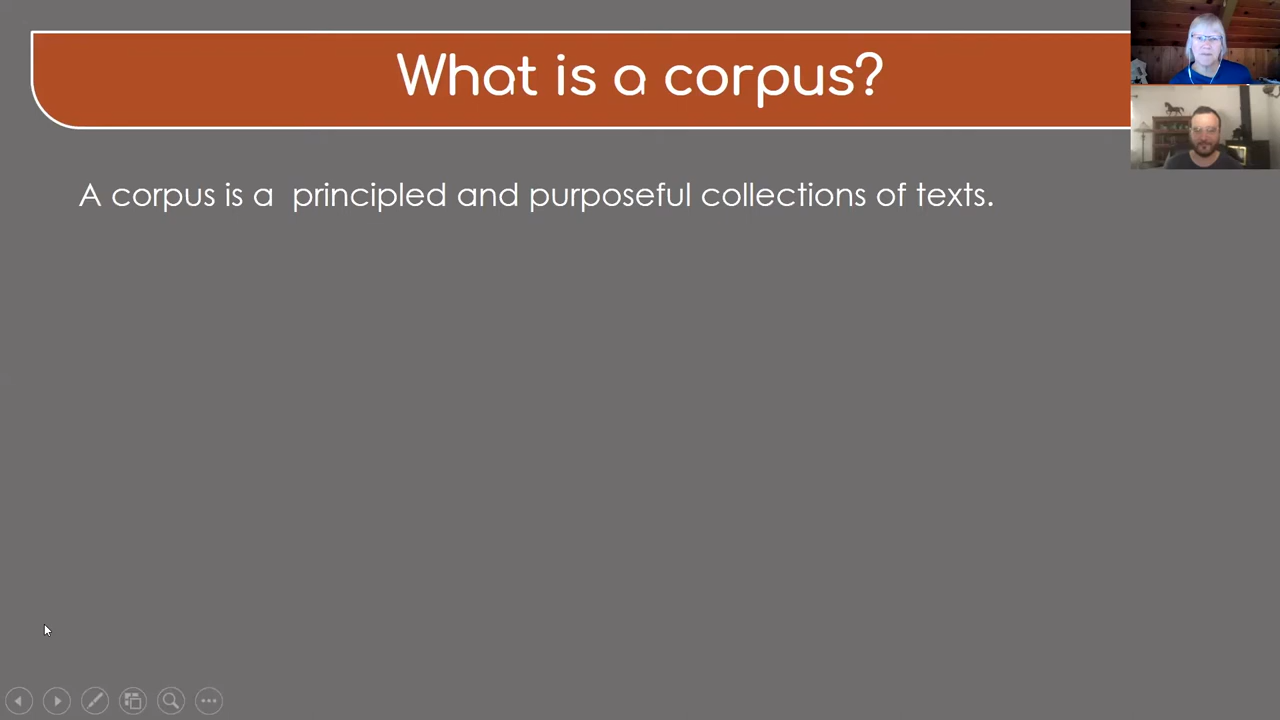 What is a corpus?
A corpus is a  principled and purposeful collections of texts.